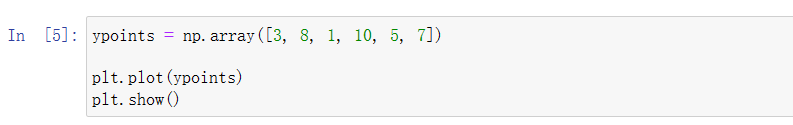 In [5]: ypoints = np.array([3, 8, 1, 10, 5, 7])
plt.plot(ypoints)
plt.show()